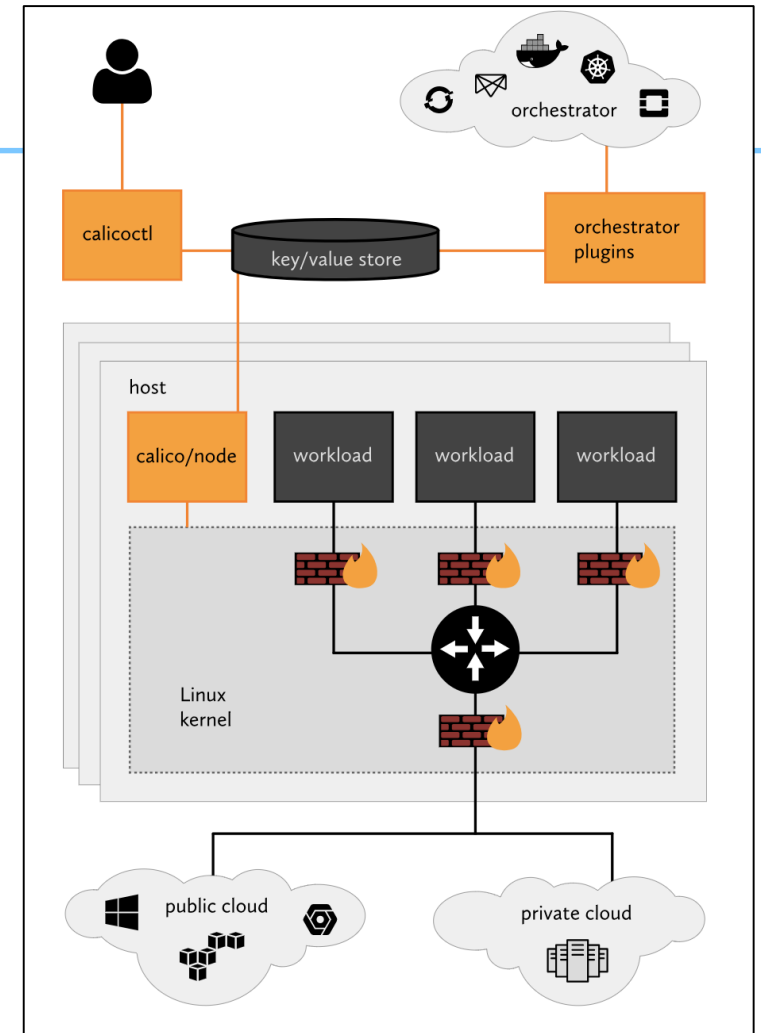 orchestrator
calicoctl
key/value store
orchestrator
plugins
host
calico/node
workload
workload
workload
Linux
kernel
public cloud
private cloud